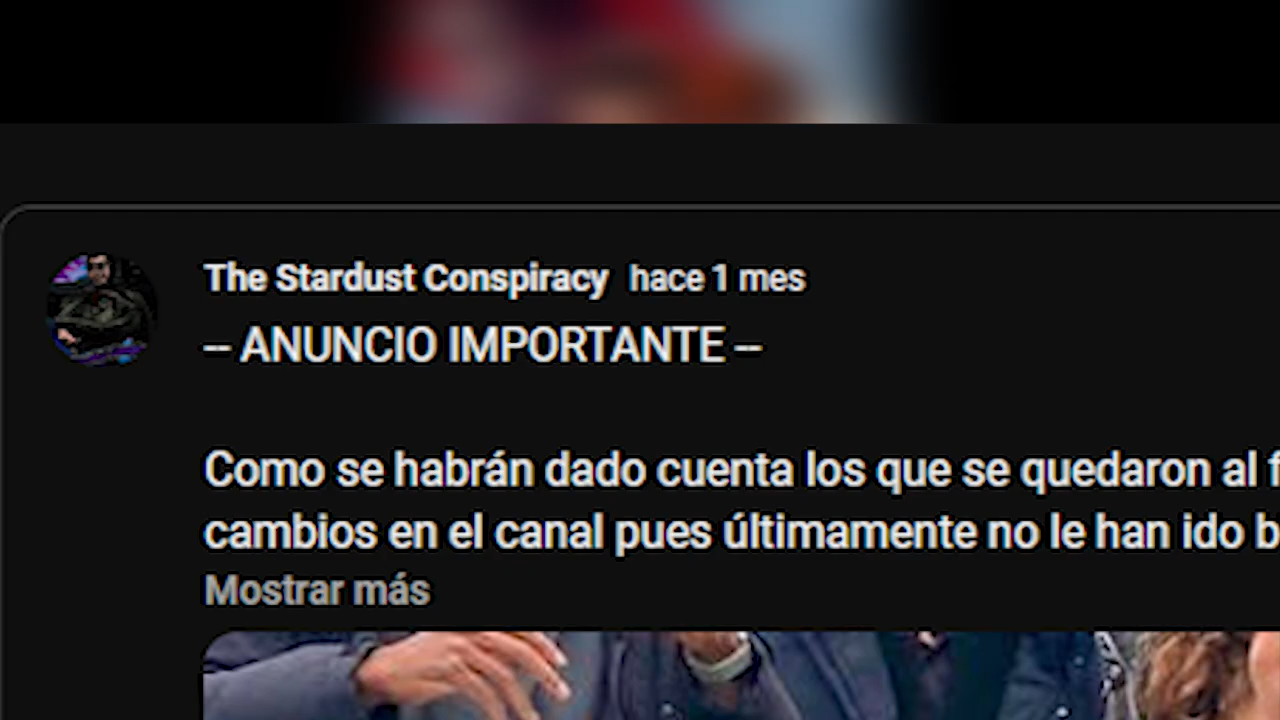 The Stardust Conspiracy hace 1 mes
-- ANUNCIO IMPORTANTE --
Como se habrán dado cuenta los que se quedaron al
cambios en el canal pues últimamente no le han ido
Mostrar más